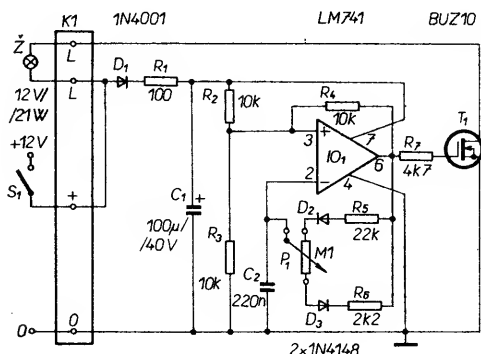 K1 1N4001 LM741 BUZ10
Ž L
L
12V/
/21W
+12V
S₁
+
0 0
D₁ R₁
100
R₂
10k
R₄
10k
3 + 7
IO₁ 6
2 − 4
R₇
4k7
T₁
C₁ +
100µ/
/40V
R₃
10k
C₂
220n
D₂ R₅
22k
P₁ M1
D₃ R₆
2k2
2×1N4148